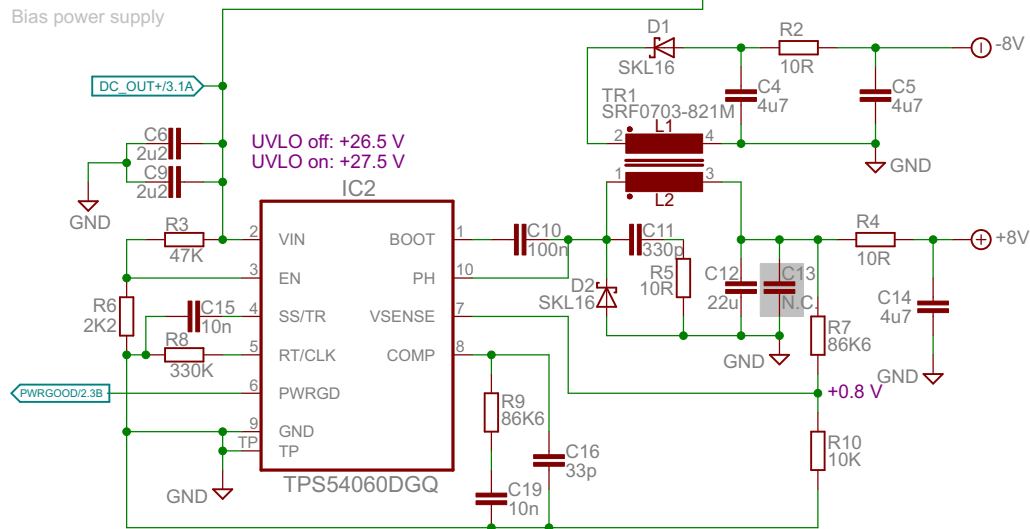 Bias power supply
D1
SKL16
R2
10R
-8V
DC_OUT+/3.1A
C4
4u7
C5
4u7
TR1
SRF0703-821M
C6
2u2
UVLO off: +26.5 V
UVLO on: +27.5 V
2
L1
4
GND
C9
2u2
IC2
1
L2
3
GND
R3
47K
2
VIN
BOOT
1
C10
100n
C11
330p
R4
10R
+8V
3
EN
PH
10
R5
10R
C12
22u
C13
N.C.
D2
SKL16
R6
2K2
C15
10n
4
SS/TR
VSENSE
7
C14
4u7
R8
330K
5
RT/CLK
COMP
8
R7
86K6
GND
GND
PWRGOOD/2.3B
6
PWRGD
+0.8 V
R9
86K6
9
GND
TP
TP
R10
10K
C16
33p
GND
TPS54060DGQ
C19
10n